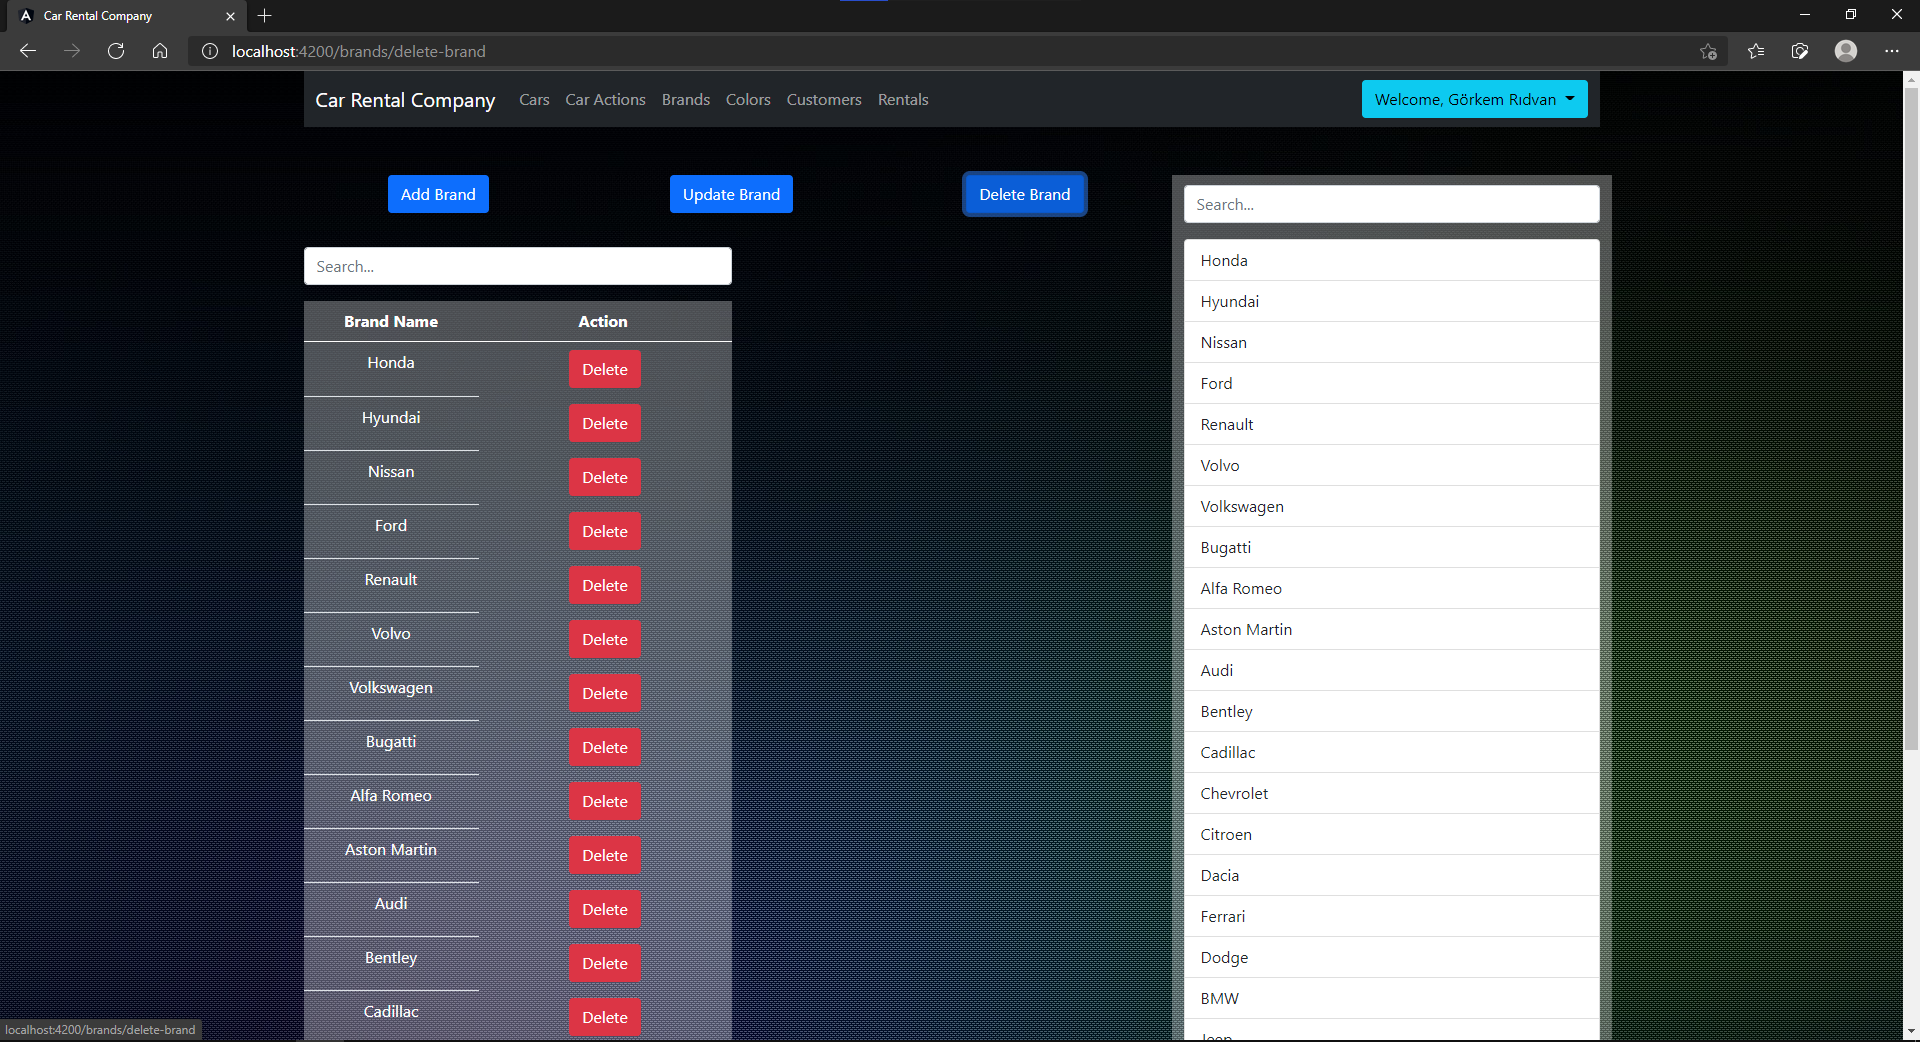 Car Rental Company
localhost:4200/brands/delete-brand
Car Rental Company Cars Car Actions Brands Colors Customers Rentals Welcome, Görkem Rıdvan
Add Brand Update Brand Delete Brand
Search...
Brand Name Action
Honda Delete
Hyundai Delete
Nissan Delete
Ford Delete
Renault Delete
Volvo Delete
Volkswagen Delete
Bugatti Delete
Alfa Romeo Delete
Aston Martin Delete
Audi Delete
Bentley Delete
Cadillac Delete
Search...
Honda
Hyundai
Nissan
Ford
Renault
Volvo
Volkswagen
Bugatti
Alfa Romeo
Aston Martin
Audi
Bentley
Cadillac
Chevrolet
Citroen
Dacia
Ferrari
Dodge
BMW
localhost:4200/brands/delete-brand